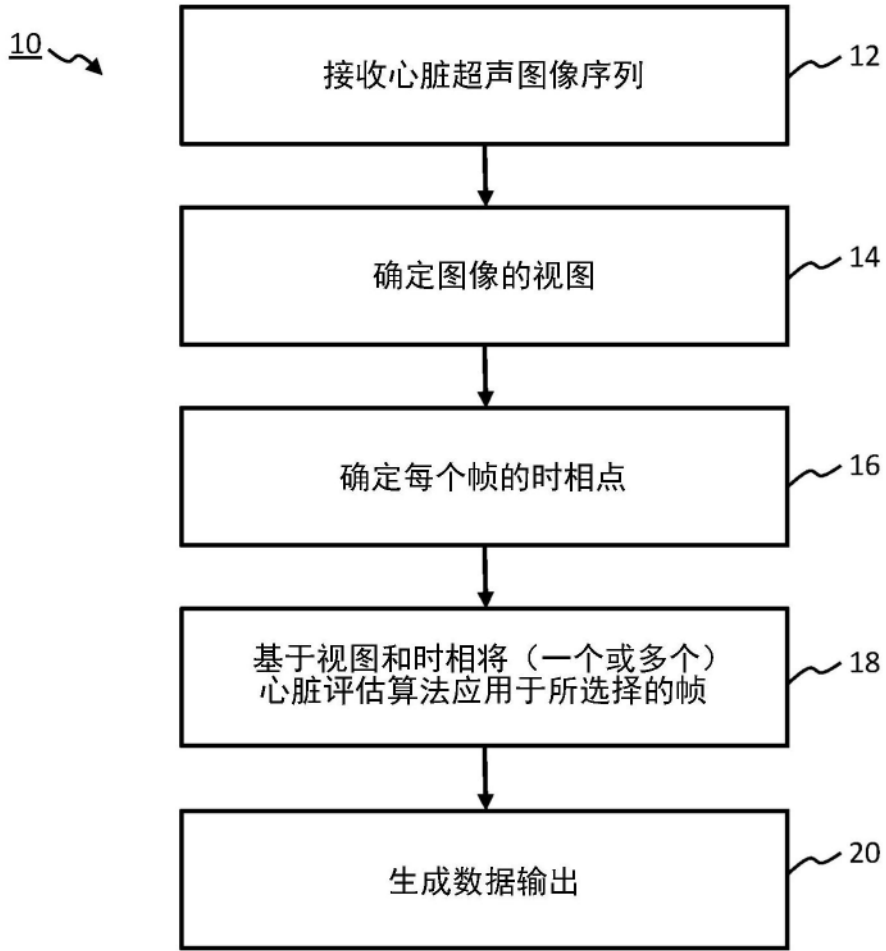 10
接收心脏超声图像序列
12
确定图像的视图
14
确定每个帧的时相点
16
基于视图和时相将（一个或多个）
心脏评估算法应用于所选择的帧
18
生成数据输出
20